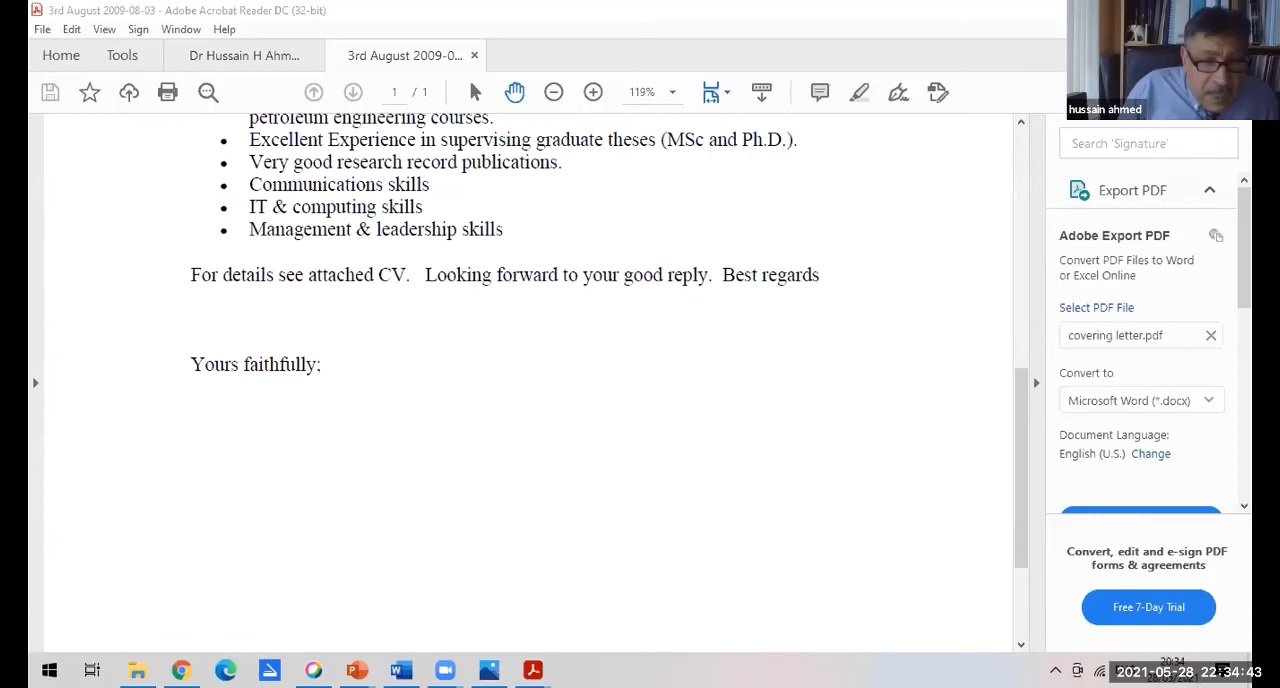 3rd August 2009-08-03 - Adobe Acrobat Reader DC (32-bit)
File Edit View Sign Window Help
Home Tools Dr Hussain H Ahm... 3rd August 2009-0... ×
1 / 1 119%
hussain ahmed
petroleum engineering courses.
• Excellent Experience in supervising graduate theses (MSc and Ph.D.).
• Very good research record publications.
• Communications skills
• IT & computing skills
• Management & leadership skills
For details see attached CV. Looking forward to your good reply. Best regards
Yours faithfully;
Search 'Signature'
Export PDF
Adobe Export PDF
Convert PDF Files to Word
or Excel Online
Select PDF File
covering letter.pdf
Convert to
Microsoft Word (*.docx)
Document Language:
English (U.S.) Change
Convert, edit and e-sign PDF
forms & agreements
Free 7-Day Trial
20:34
2021-05-28 22:34:43